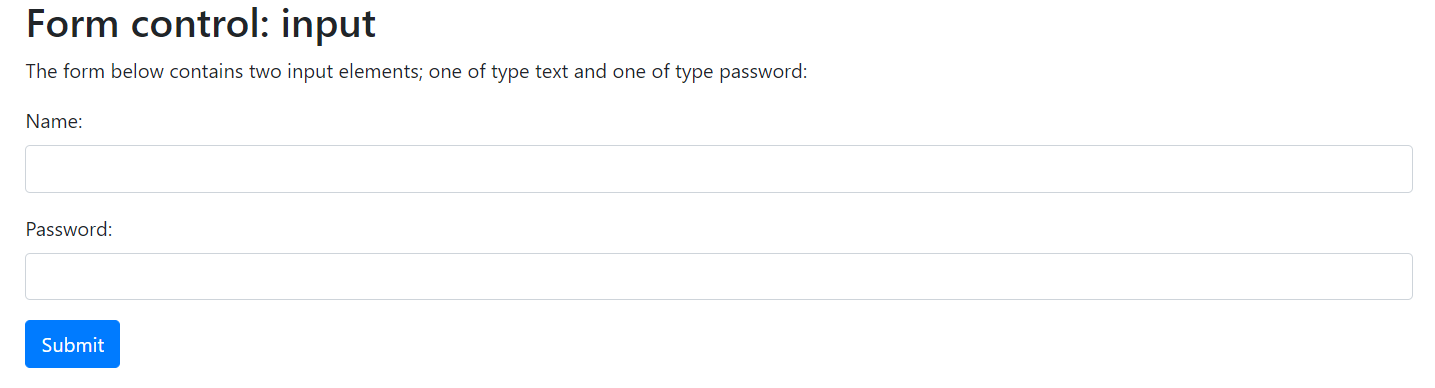 Form control: input
The form below contains two input elements; one of type text and one of type password:
Name:
Password:
Submit